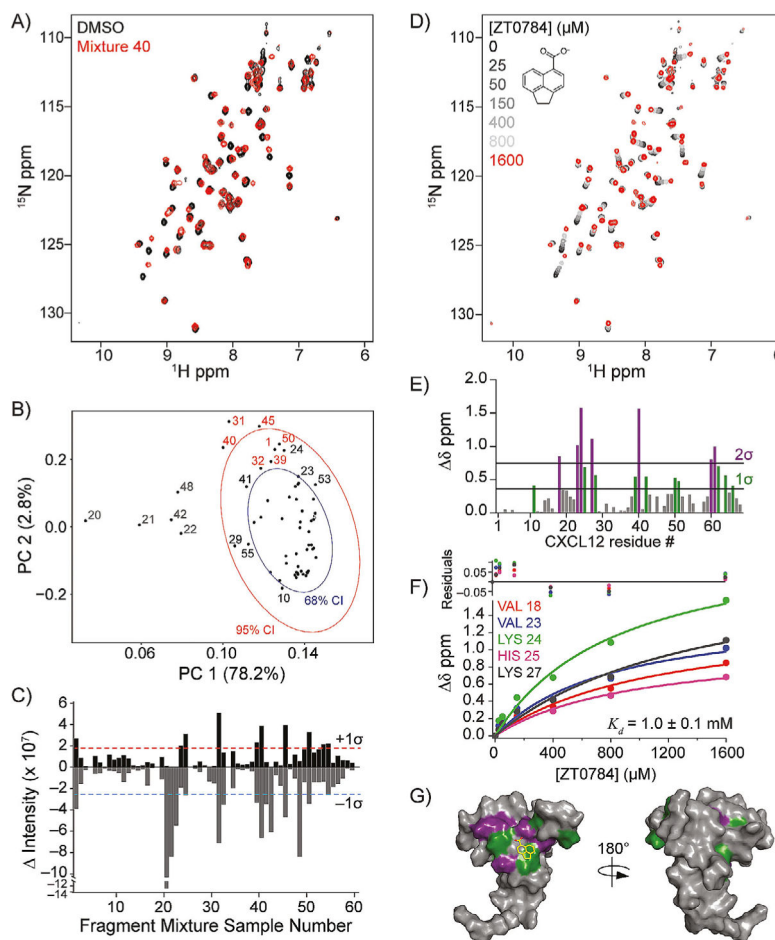 A)
DMSO
Mixture 40
110
115
120
125
130
15N ppm
10 9 8 7 6
1H ppm
B)
0.2
0.0
−0.2
PC 2 (2.8%)
31
45
40
1
50
24
32
39
23
41
53
48
20
21
42
22
29
55
10
68% CI
95% CI
0.06 0.10 0.14
PC 1 (78.2%)
C)
6
4
2
0
−2
−4
−6
−8
−10
−12
−14
Δ Intensity (x 10⁷)
+1σ
−1σ
0 10 20 30 40 50 60
Fragment Mixture Sample Number
D)
[ZT0784] (μM)
0
25
50
150
400
800
1600
O
O-
110
115
120
125
130
15N ppm
10 9 8 7 6
1H ppm
E)
2.0
1.5
1.0
0.5
0.0
Δδ ppm
2σ
1σ
1 10 20 30 40 50 60
CXCL12 residue #
Residuals
0.05
−0.05
F)
1.6
1.4
1.2
1.0
0.8
0.6
0.4
0.2
0.0
Δδ ppm
VAL 18
VAL 23
LYS 24
HIS 25
LYS 27
Kd = 1.0 ± 0.1 mM
0 400 800 1200 1600
[ZT0784] (μM)
G)
180°